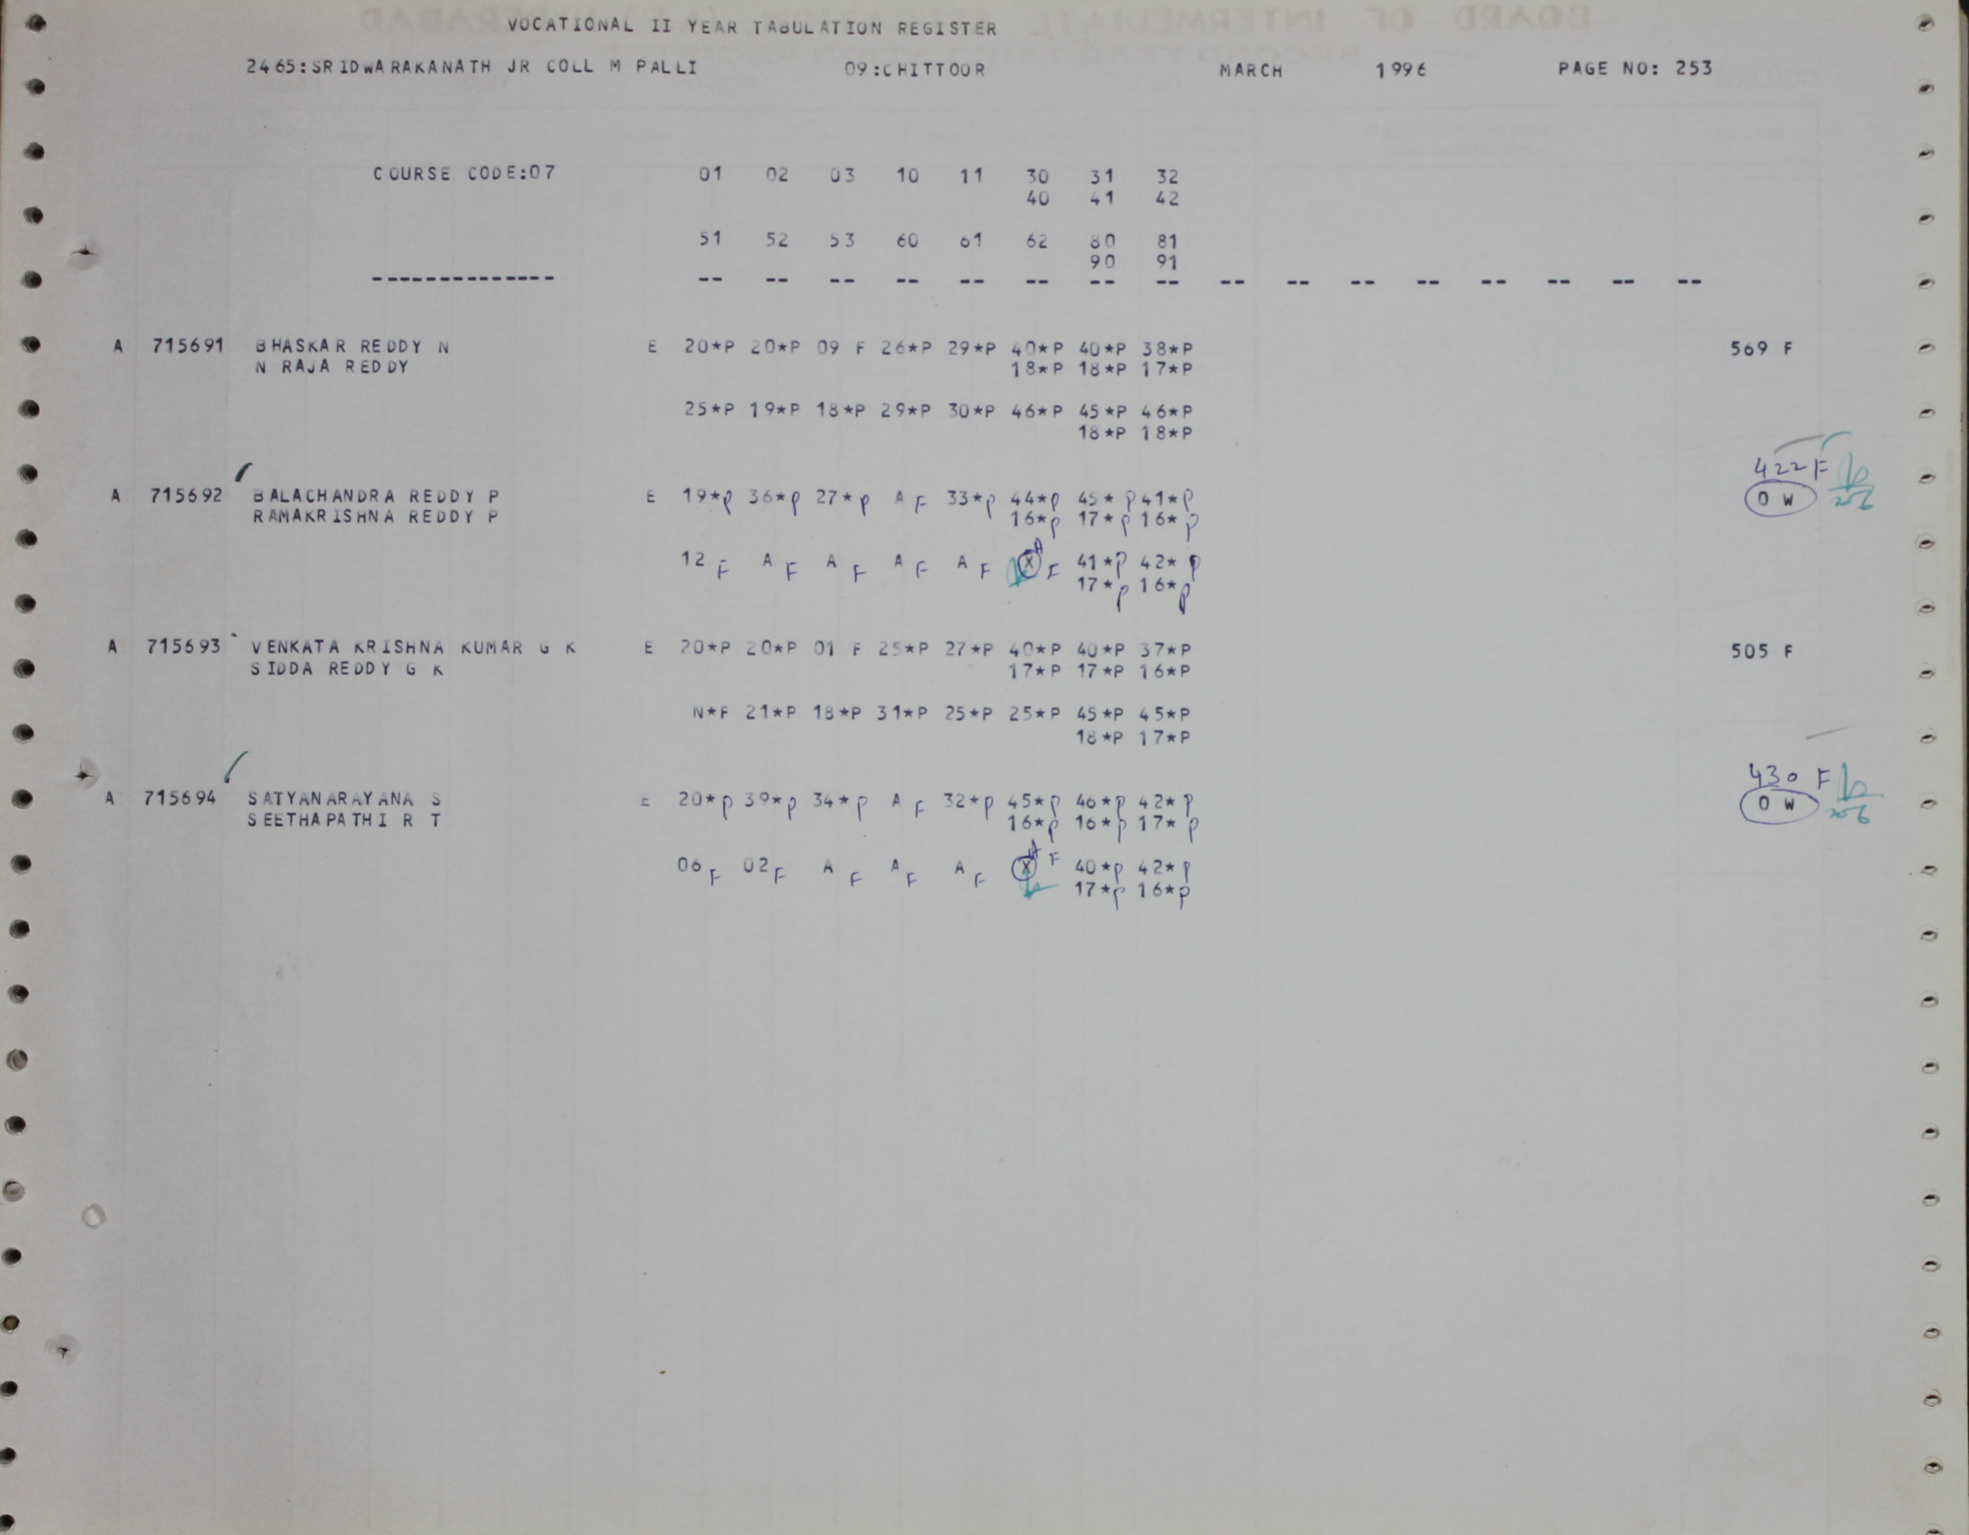 VOCATIONAL II YEAR TABULATION REGISTER
2465:SRIDWARAKANATH JR COLL M PALLI 09:CHITTOOR MARCH 1996 PAGE NO: 253
COURSE CODE:07 01 02 03 10 11 30 31 32
40 41 42
51 52 53 60 61 62 80 81
90 91
-------------- -- -- -- -- -- -- -- -- -- -- -- -- -- -- -- --
A 715691 BHASKAR REDDY N E 20*P 20*P 09 F 26*P 29*P 40*P 40*P 38*P 569 F
N RAJA REDDY 18*P 18*P 17*P
25*P 19*P 18*P 29*P 30*P 46*P 45*P 46*P
18*P 18*P
422 F
A 715692 BALACHANDRA REDDY P E 19*P 36*P 27*P A F 33*P 44*P 45*P 41*P O W
RAMAKRISHNA REDDY P 16*P 17*P 16*P
12 F A F A F A F A F X A F 41*P 42*P
17*P 16*P
A 715693 VENKATA KRISHNA KUMAR G K E 20*P 20*P 01 F 25*P 27*P 40*P 40*P 37*P 505 F
SIDDA REDDY G K 17*P 17*P 16*P
N*F 21*P 18*P 31*P 25*P 25*P 45*P 45*P
18*P 17*P
430 F
A 715694 SATYANARAYANA S E 20*P 39*P 34*P A F 32*P 45*P 46*P 42*P O W
SEETHAPATHI R T 16*P 16*P 17*P
06 F 02 F A F A F A F X A F 40*P 42*P
17*P 16*P